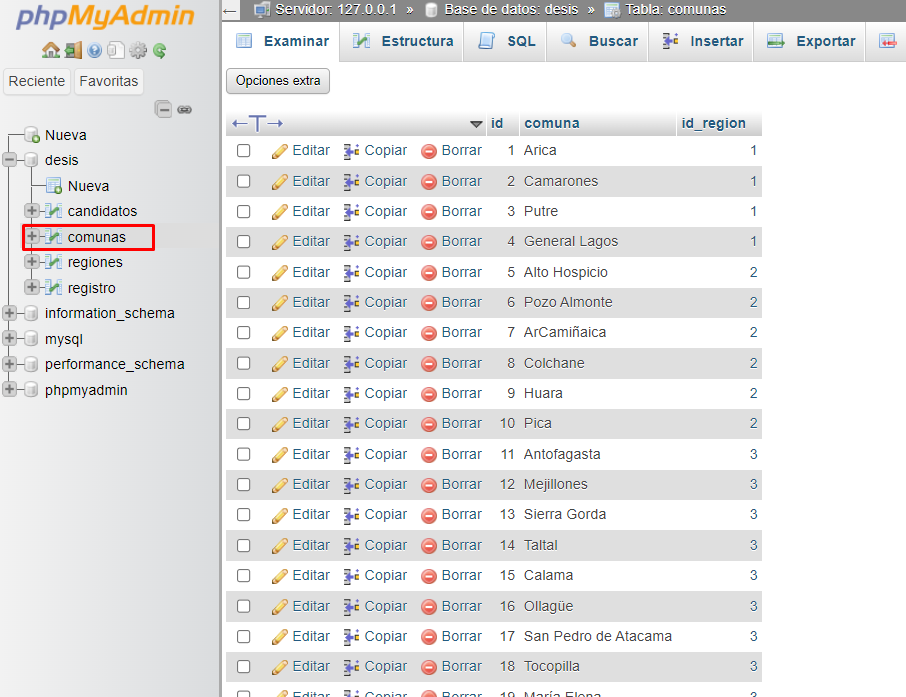 phpMyAdmin
Reciente Favoritas
Nueva
desis
Nueva
candidatos
comunas
regiones
registro
information_schema
mysql
performance_schema
phpmyadmin
Servidor: 127.0.0.1 » Base de datos: desis » Tabla: comunas
Examinar Estructura SQL Buscar Insertar Exportar
Opciones extra
←T→ id comuna id_region
Editar Copiar Borrar 1 Arica 1
Editar Copiar Borrar 2 Camarones 1
Editar Copiar Borrar 3 Putre 1
Editar Copiar Borrar 4 General Lagos 1
Editar Copiar Borrar 5 Alto Hospicio 2
Editar Copiar Borrar 6 Pozo Almonte 2
Editar Copiar Borrar 7 ArCamiñaica 2
Editar Copiar Borrar 8 Colchane 2
Editar Copiar Borrar 9 Huara 2
Editar Copiar Borrar 10 Pica 2
Editar Copiar Borrar 11 Antofagasta 3
Editar Copiar Borrar 12 Mejillones 3
Editar Copiar Borrar 13 Sierra Gorda 3
Editar Copiar Borrar 14 Taltal 3
Editar Copiar Borrar 15 Calama 3
Editar Copiar Borrar 16 Ollagüe 3
Editar Copiar Borrar 17 San Pedro de Atacama 3
Editar Copiar Borrar 18 Tocopilla 3
Editar Copiar Borrar 19 María Elena 3